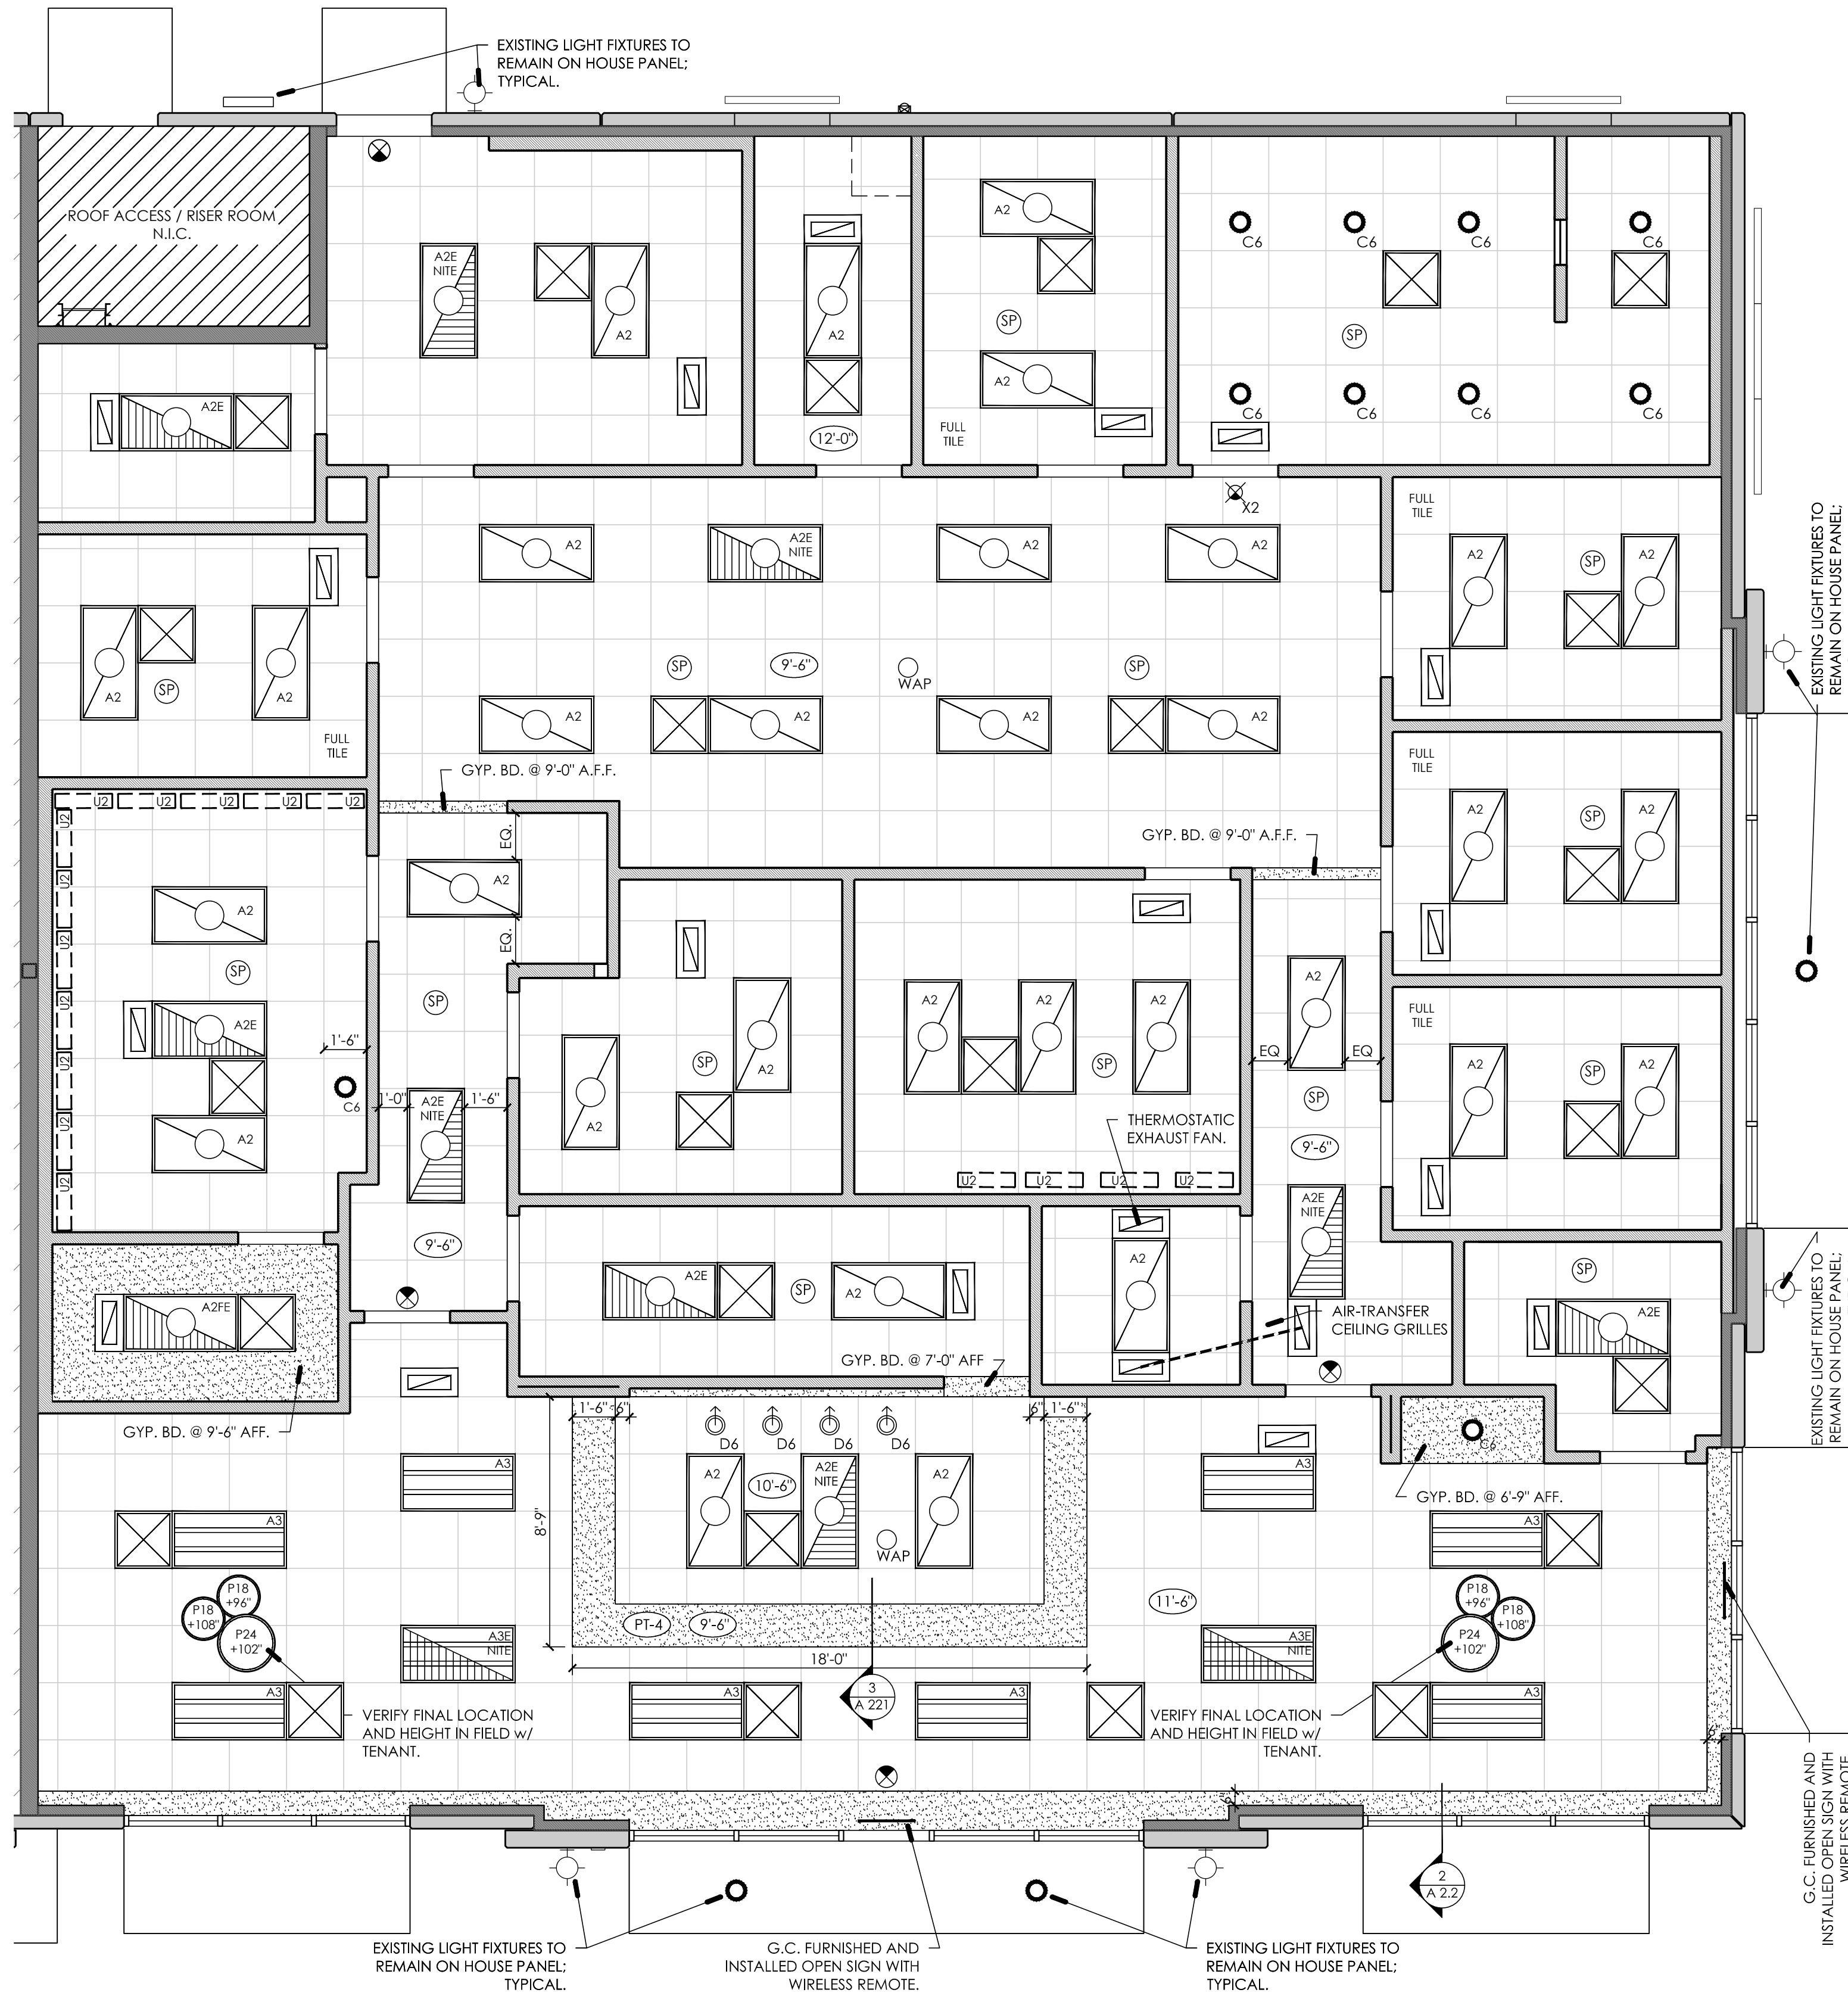 EXISTING LIGHT FIXTURES TO
REMAIN ON HOUSE PANEL;
TYPICAL.
ROOF ACCESS / RISER ROOM
N.I.C.
A2E
NITE
A2
A2
12'-0"
A2
SP
A2
FULL
TILE
C6
C6
C6
C6
SP
C6
C6
C6
C6
A2E
X2
A2
A2E
NITE
A2
A2
SP
9'-6"
WAP
SP
A2
A2
A2
A2
A2
SP
A2
FULL
TILE
FULL
TILE
A2
SP
A2
FULL
TILE
A2
SP
A2
FULL
TILE
A2
SP
A2
EXISTING LIGHT FIXTURES TO
REMAIN ON HOUSE PANEL;
GYP. BD. @ 9'-0" A.F.F.
GYP. BD. @ 9'-0" A.F.F.
U2
U2
U2
U2
U2
U2
U2
U2
U2
U2
U2
U2
A2
SP
A2E
1'-6"
C6
A2
EQ.
A2
EQ.
SP
1'-0"
A2E
NITE
1'-6"
9'-6"
A2
SP
A2
A2
A2
A2
SP
U2
U2
U2
U2
THERMOSTATIC
EXHAUST FAN.
A2
EQ
EQ
SP
9'-6"
A2E
NITE
A2E
SP
A2
A2
AIR-TRANSFER
CEILING GRILLES
SP
A2E
EXISTING LIGHT FIXTURES TO
REMAIN ON HOUSE PANEL;
A2FE
GYP. BD. @ 9'-6" AFF.
GYP. BD. @ 7'-0" AFF
1'-6"
6"
6"
1'-6"
D6
D6
D6
D6
A2
10'-6"
A2E
NITE
A2
WAP
8'-9"
PT-4
9'-6"
18'-0"
C6
GYP. BD. @ 6'-9" AFF.
A3
A3
P18
+96"
P18
+108"
P24
+102"
A3E
NITE
A3
VERIFY FINAL LOCATION
AND HEIGHT IN FIELD w/
TENANT.
A3
A3
3
A 221
A3
A3
11'-6"
A3E
NITE
P18
+96"
P18
+108"
P24
+102"
A3
VERIFY FINAL LOCATION
AND HEIGHT IN FIELD w/
TENANT.
6"
6"
2
A 2.2
G.C. FURNISHED AND
INSTALLED OPEN SIGN WITH
WIRELESS REMOTE
EXISTING LIGHT FIXTURES TO
REMAIN ON HOUSE PANEL;
TYPICAL.
G.C. FURNISHED AND
INSTALLED OPEN SIGN WITH
WIRELESS REMOTE.
EXISTING LIGHT FIXTURES TO
REMAIN ON HOUSE PANEL;
TYPICAL.